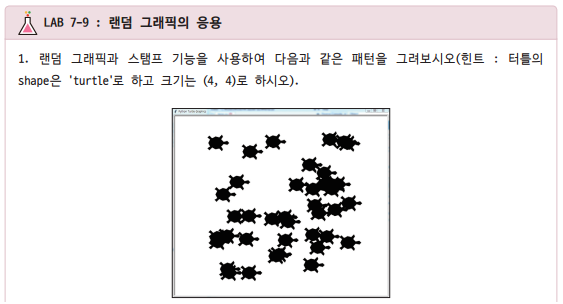 LAB 7-9 : 랜덤 그래픽의 응용
1. 랜덤 그래픽과 스탬프 기능을 사용하여 다음과 같은 패턴을 그려보시오(힌트 : 터틀의
shape은 'turtle'로 하고 크기는 (4, 4)로 하시오).